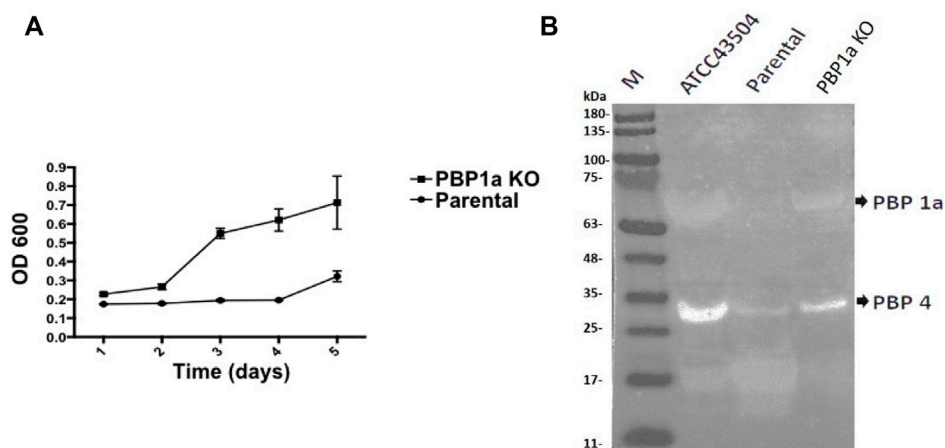 A
0.9
0.8
0.7
0.6
0.5
0.4
0.3
0.2
0.1
0.0
OD 600
1 2 3 4 5
Time (days)
PBP1a KO
Parental
B
M ATCC43504 Parental PBP1a KO
kDa
180-
135-
100-
75-
63-
48-
35-
25-
17-
11-
PBP 1a
PBP 4